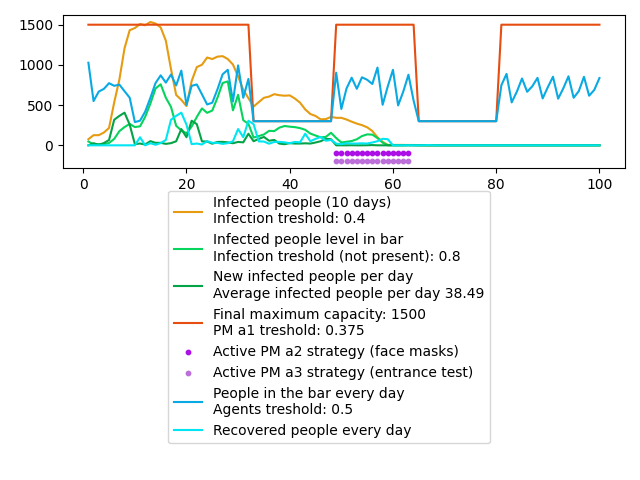 1500
1000
500
0
0
20
40
60
80
100
Infected people (10 days)
Infection treshold: 0.4
Infected people level in bar
Infection treshold (not present): 0.8
New infected people per day
Average infected people per day 38.49
Final maximum capacity: 1500
PM a1 treshold: 0.375
Active PM a2 strategy (face masks)
Active PM a3 strategy (entrance test)
People in the bar every day
Agents treshold: 0.5
Recovered people every day